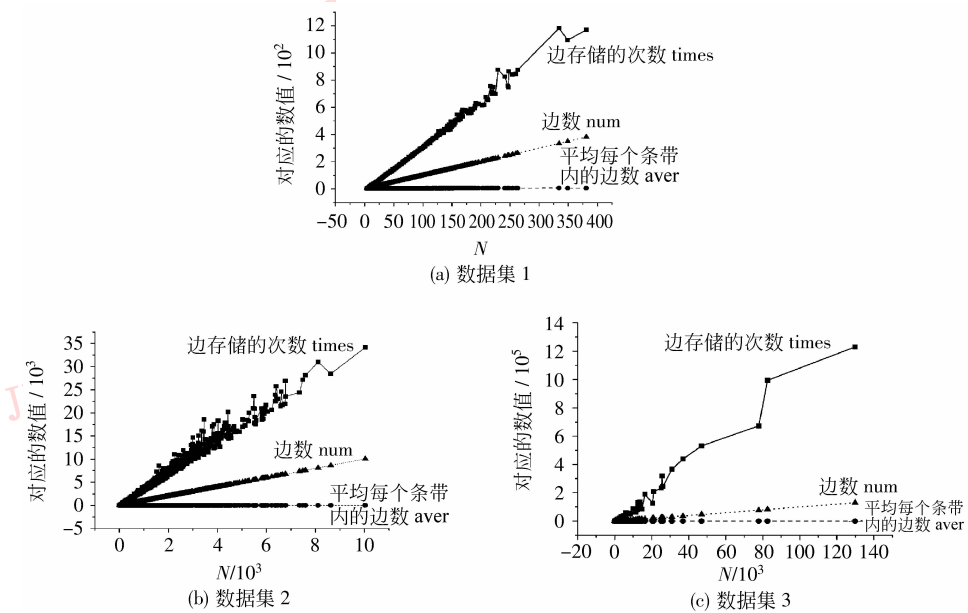 对应的数值 / 10²
12
10
8
6
4
2
0
边存储的次数 times
边数 num
平均每个条带
内的边数 aver
−50 0 50 100 150 200 250 300 350 400
N
(a) 数据集 1
对应的数值 / 10³
35
30
25
20
15
10
5
0
−5
边存储的次数 times
边数 num
平均每个条带
内的边数 aver
0 2 4 6 8 10
N/10³
(b) 数据集 2
对应的数值 / 10⁵
14
12
10
8
6
4
2
0
边存储的次数 times
边数 num
平均每个条带
内的边数 aver
−20 0 20 40 60 80 100 120 140
N/10³
(c) 数据集 3
J